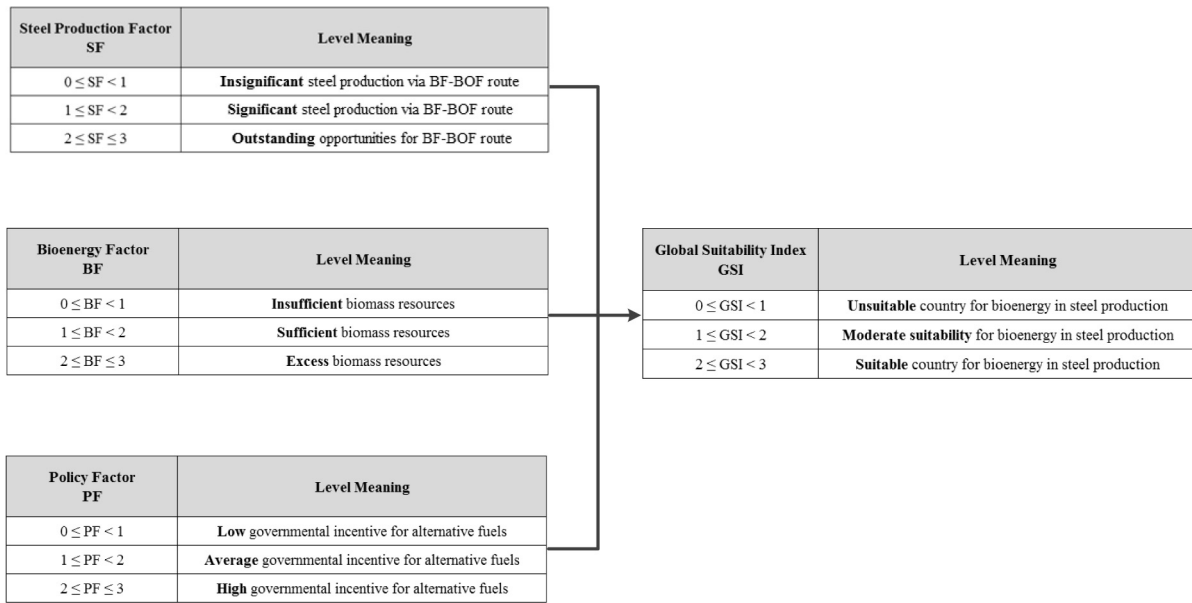 Steel Production Factor
SF
Level Meaning
0 ≤ SF < 1
Insignificant steel production via BF-BOF route
1 ≤ SF < 2
Significant steel production via BF-BOF route
2 ≤ SF ≤ 3
Outstanding opportunities for BF-BOF route
Bioenergy Factor
BF
Level Meaning
0 ≤ BF < 1
Insufficient biomass resources
1 ≤ BF < 2
Sufficient biomass resources
2 ≤ BF ≤ 3
Excess biomass resources
Policy Factor
PF
Level Meaning
0 ≤ PF < 1
Low governmental incentive for alternative fuels
1 ≤ PF < 2
Average governmental incentive for alternative fuels
2 ≤ PF ≤ 3
High governmental incentive for alternative fuels
Global Suitability Index
GSI
Level Meaning
0 ≤ GSI < 1
Unsuitable country for bioenergy in steel production
1 ≤ GSI < 2
Moderate suitability for bioenergy in steel production
2 ≤ GSI < 3
Suitable country for bioenergy in steel production